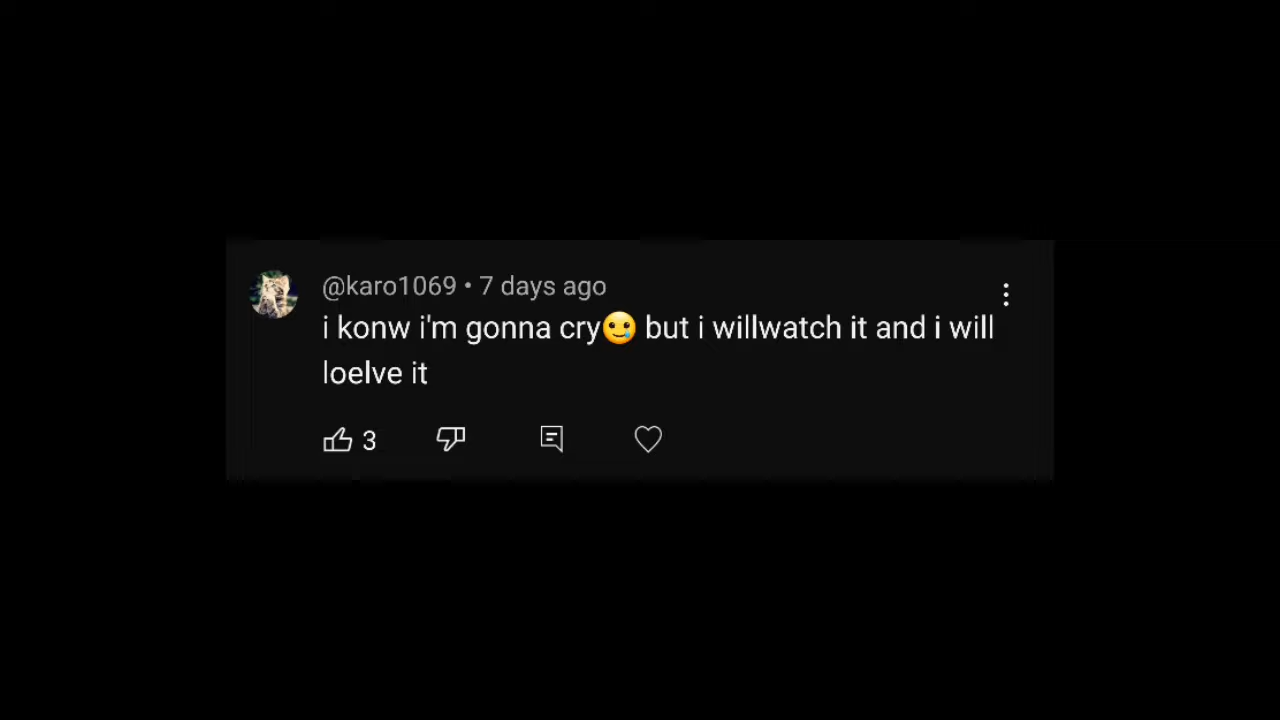 @karo1069 • 7 days ago
i konw i'm gonna cry🥲 but i willwatch it and i will
loelve it
3